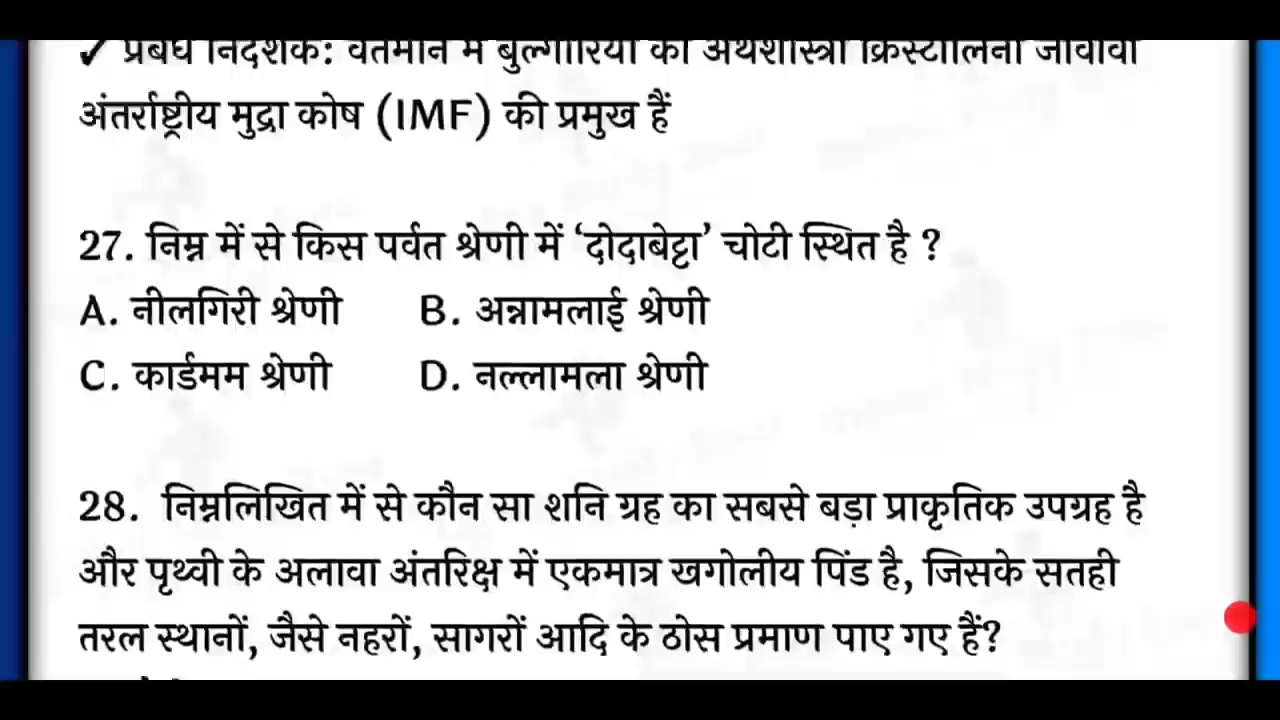 ✓ प्रबंध निदेशक: वर्तमान में बुल्गारिया की अर्थशास्त्री क्रिस्टालिना जॉर्जीवा
अंतर्राष्ट्रीय मुद्रा कोष (IMF) की प्रमुख हैं
27. निम्न में से किस पर्वत श्रेणी में ‘दोदाबेट्टा’ चोटी स्थित है ?
A. नीलगिरी श्रेणी B. अन्नामलाई श्रेणी
C. कार्डमम श्रेणी D. नल्लामला श्रेणी
28. निम्नलिखित में से कौन सा शनि ग्रह का सबसे बड़ा प्राकृतिक उपग्रह है
और पृथ्वी के अलावा अंतरिक्ष में एकमात्र खगोलीय पिंड है, जिसके सतही
तरल स्थानों, जैसे नहरों, सागरों आदि के ठोस प्रमाण पाए गए हैं?